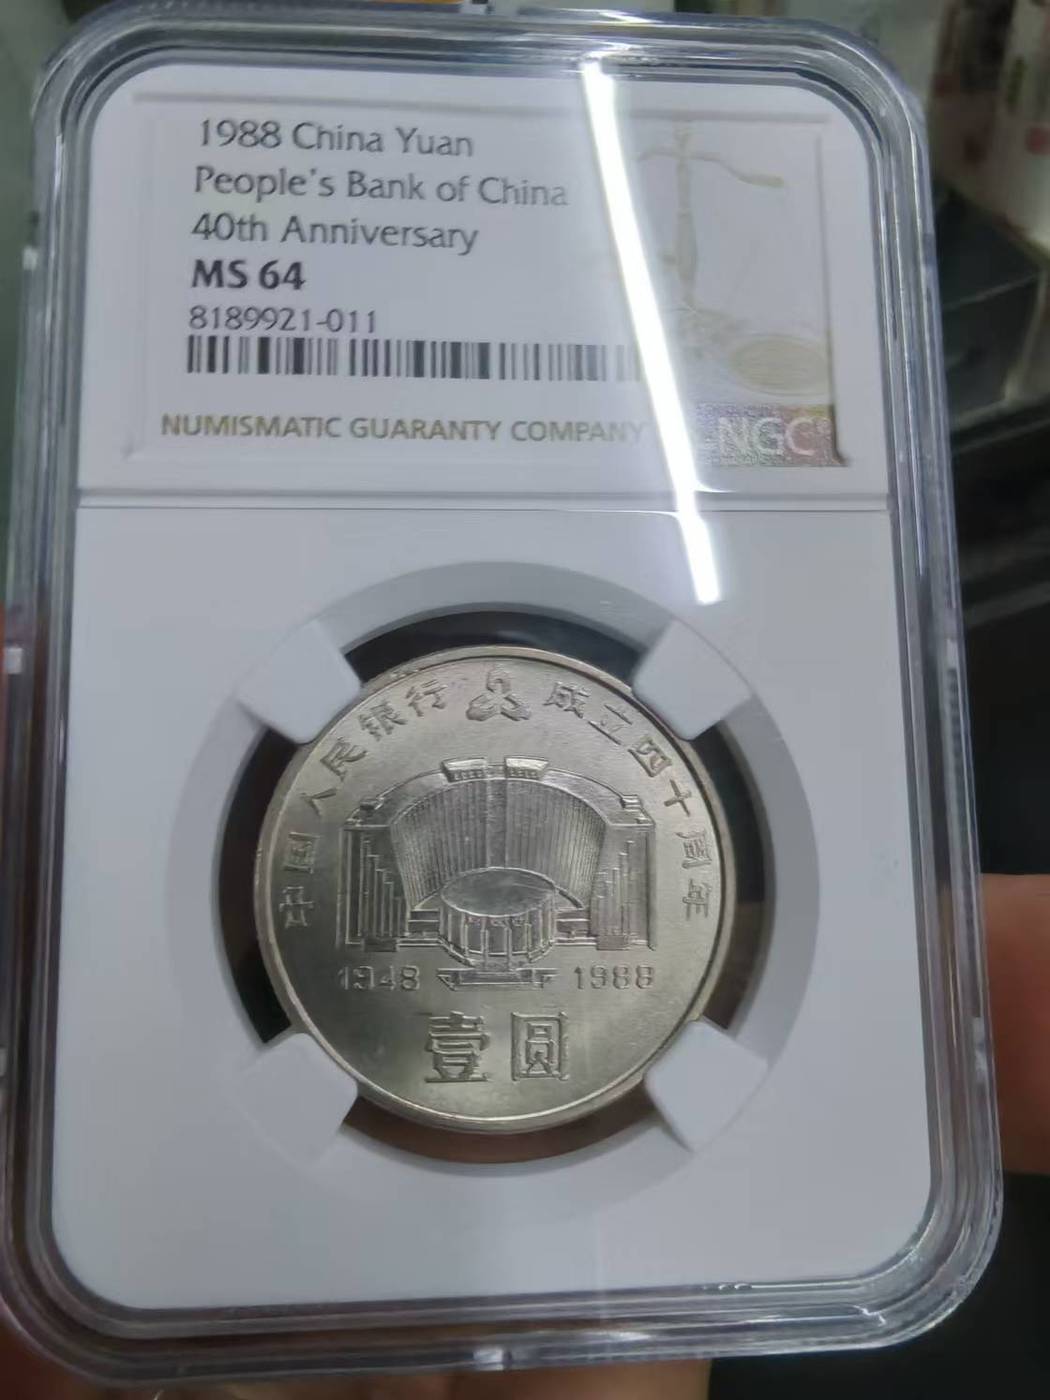 1988 China Yuan
People's Bank of China
40th Anniversary
MS 64
8189921-011
NUMISMATIC GUARANTY COMPANY
NGC
中国人民银行 成立四十周年
1948 1988
壹圆